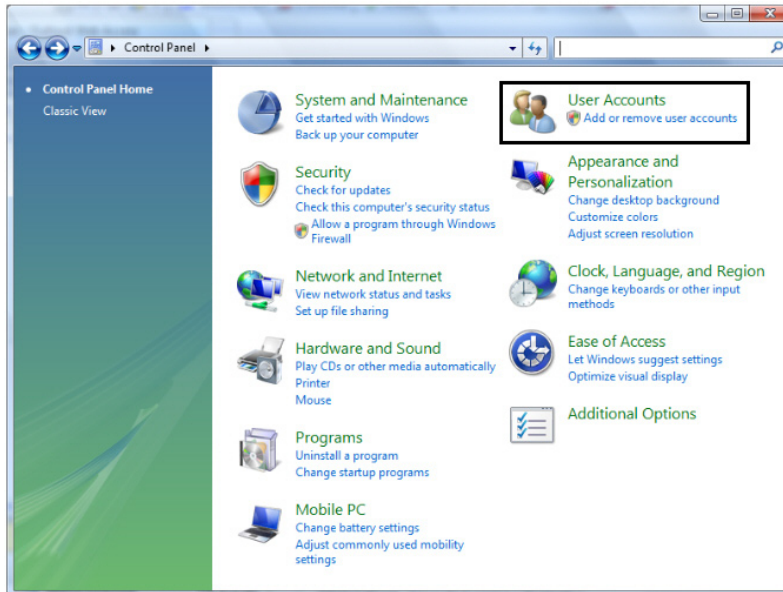 Control Panel
Control Panel Home
Classic View
System and Maintenance
Get started with Windows
Back up your computer
Security
Check for updates
Check this computer's security status
Allow a program through Windows
Firewall
Network and Internet
View network status and tasks
Set up file sharing
Hardware and Sound
Play CDs or other media automatically
Printer
Mouse
Programs
Uninstall a program
Change startup programs
Mobile PC
Change battery settings
Adjust commonly used mobility
settings
User Accounts
Add or remove user accounts
Appearance and
Personalization
Change desktop background
Customize colors
Adjust screen resolution
Clock, Language, and Region
Change keyboards or other input
methods
Ease of Access
Let Windows suggest settings
Optimize visual display
Additional Options